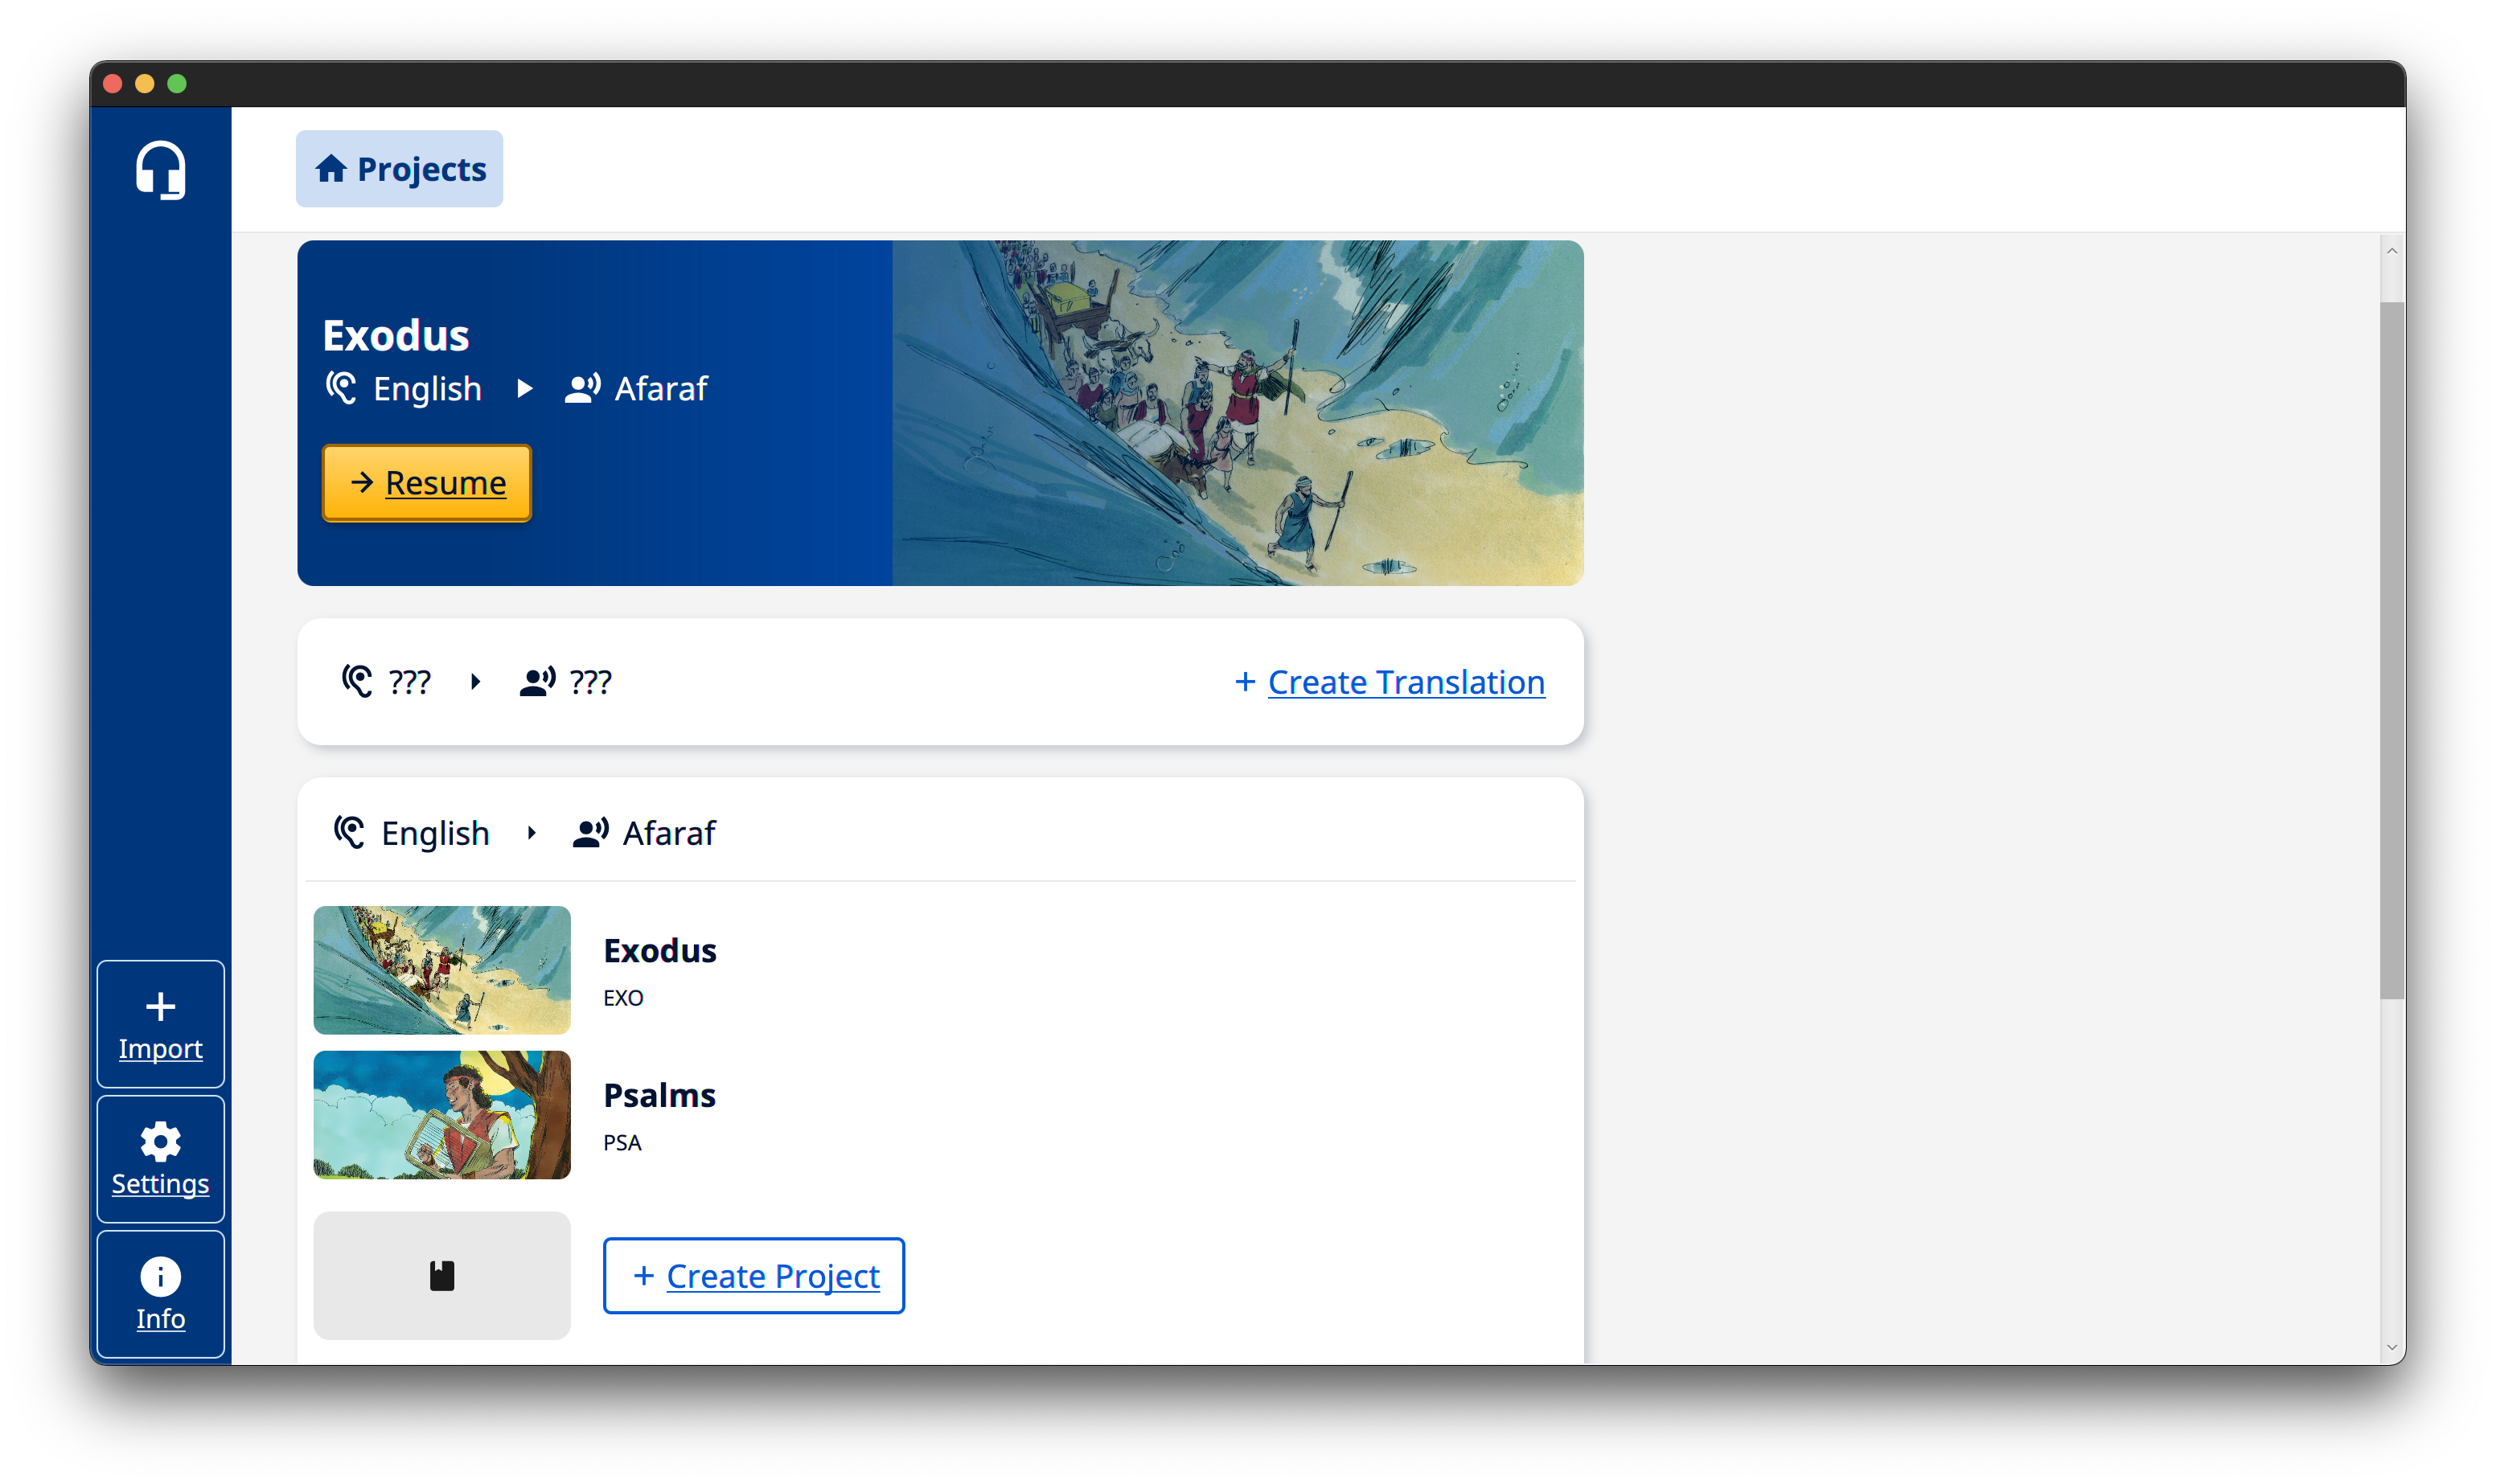 Projects
Exodus
English Afaraf
Resume
??? ???
+ Create Translation
English Afaraf
Exodus
EXO
Psalms
PSA
+ Create Project
Import
Settings
Info